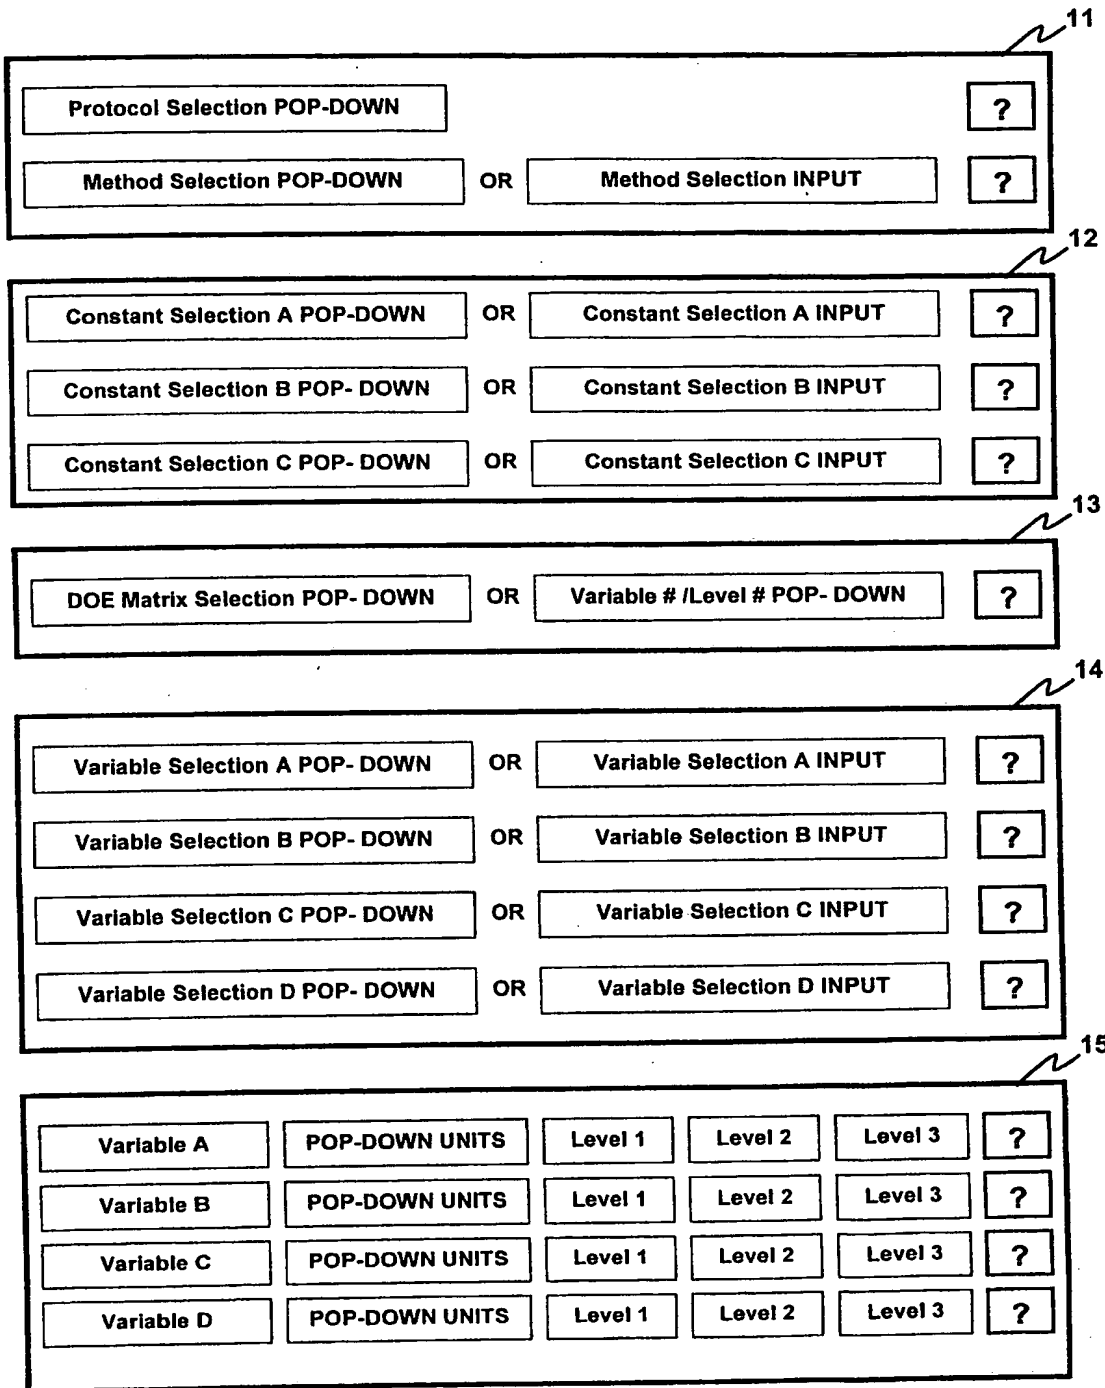 11
Protocol Selection POP-DOWN ?
Method Selection POP-DOWN OR Method Selection INPUT ?
12
Constant Selection A POP-DOWN OR Constant Selection A INPUT ?
Constant Selection B POP- DOWN OR Constant Selection B INPUT ?
Constant Selection C POP- DOWN OR Constant Selection C INPUT ?
13
DOE Matrix Selection POP- DOWN OR Variable # /Level # POP- DOWN ?
14
Variable Selection A POP- DOWN OR Variable Selection A INPUT ?
Variable Selection B POP- DOWN OR Variable Selection B INPUT ?
Variable Selection C POP- DOWN OR Variable Selection C INPUT ?
Variable Selection D POP- DOWN OR Variable Selection D INPUT ?
15
Variable A POP-DOWN UNITS Level 1 Level 2 Level 3 ?
Variable B POP-DOWN UNITS Level 1 Level 2 Level 3 ?
Variable C POP-DOWN UNITS Level 1 Level 2 Level 3 ?
Variable D POP-DOWN UNITS Level 1 Level 2 Level 3 ?